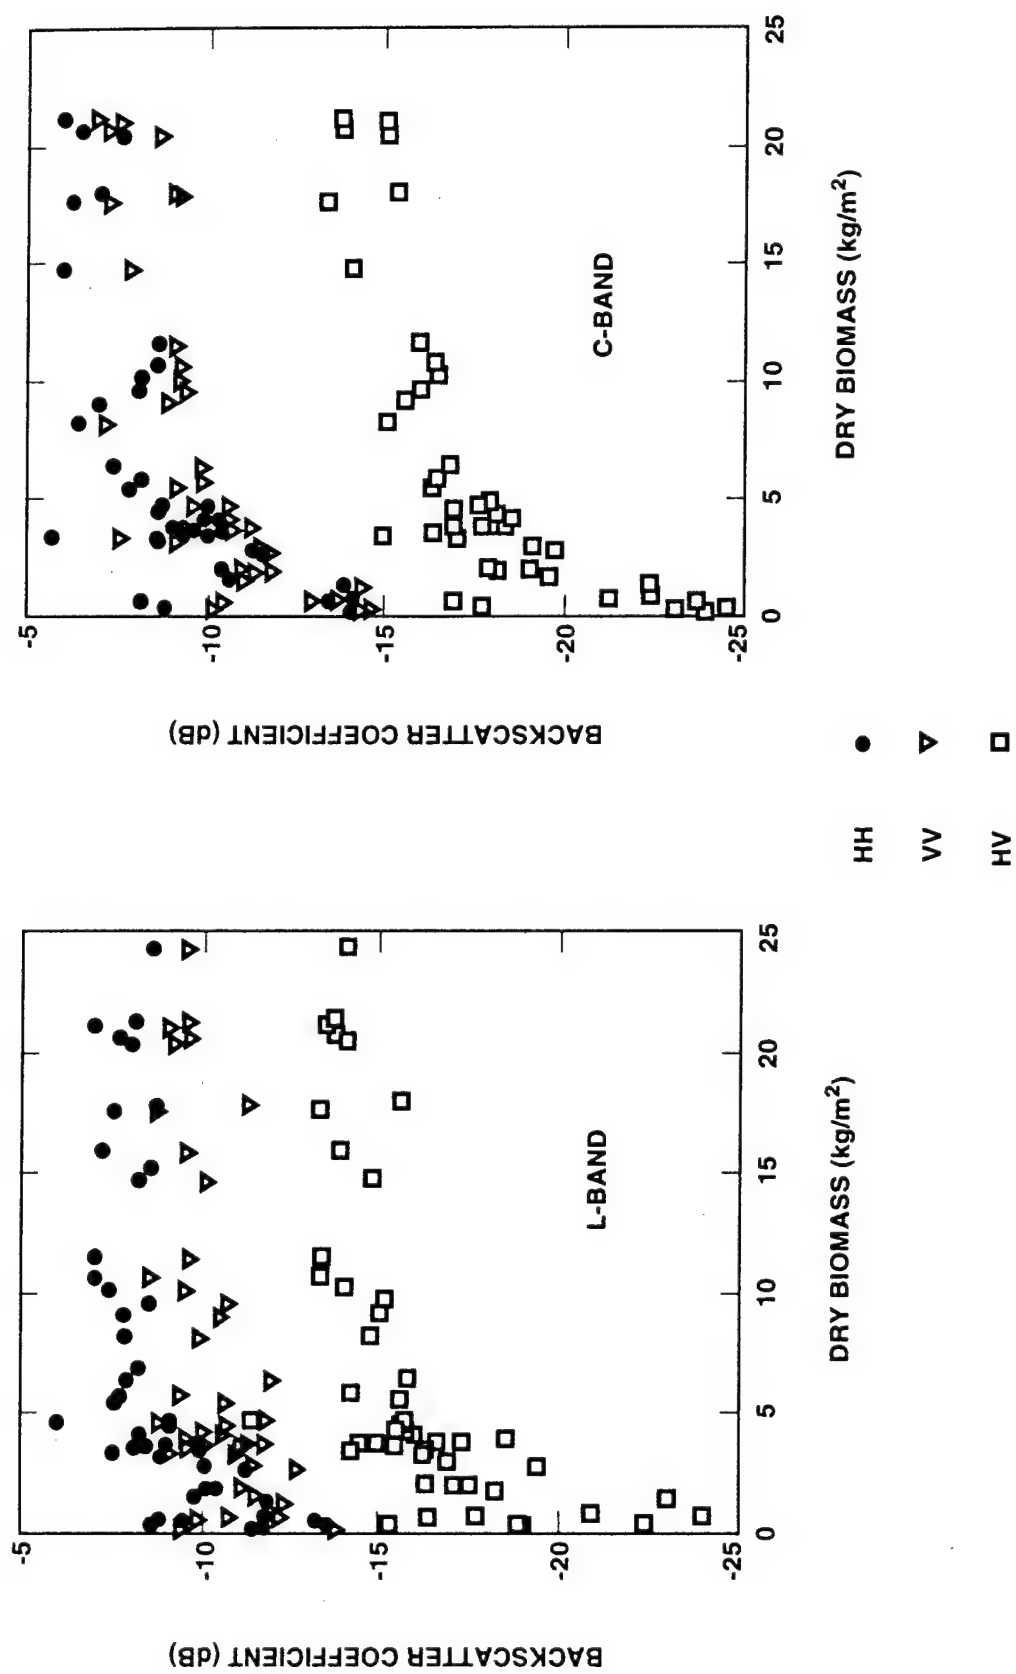 BACKSCATTER COEFFICIENT (dB)
-5
-10
-15
-20
-25
L-BAND
0
5
10
15
20
25
DRY BIOMASS (kg/m²)
BACKSCATTER COEFFICIENT (dB)
-5
-10
-15
-20
-25
C-BAND
0
5
10
15
20
25
DRY BIOMASS (kg/m²)
HH
VV
HV